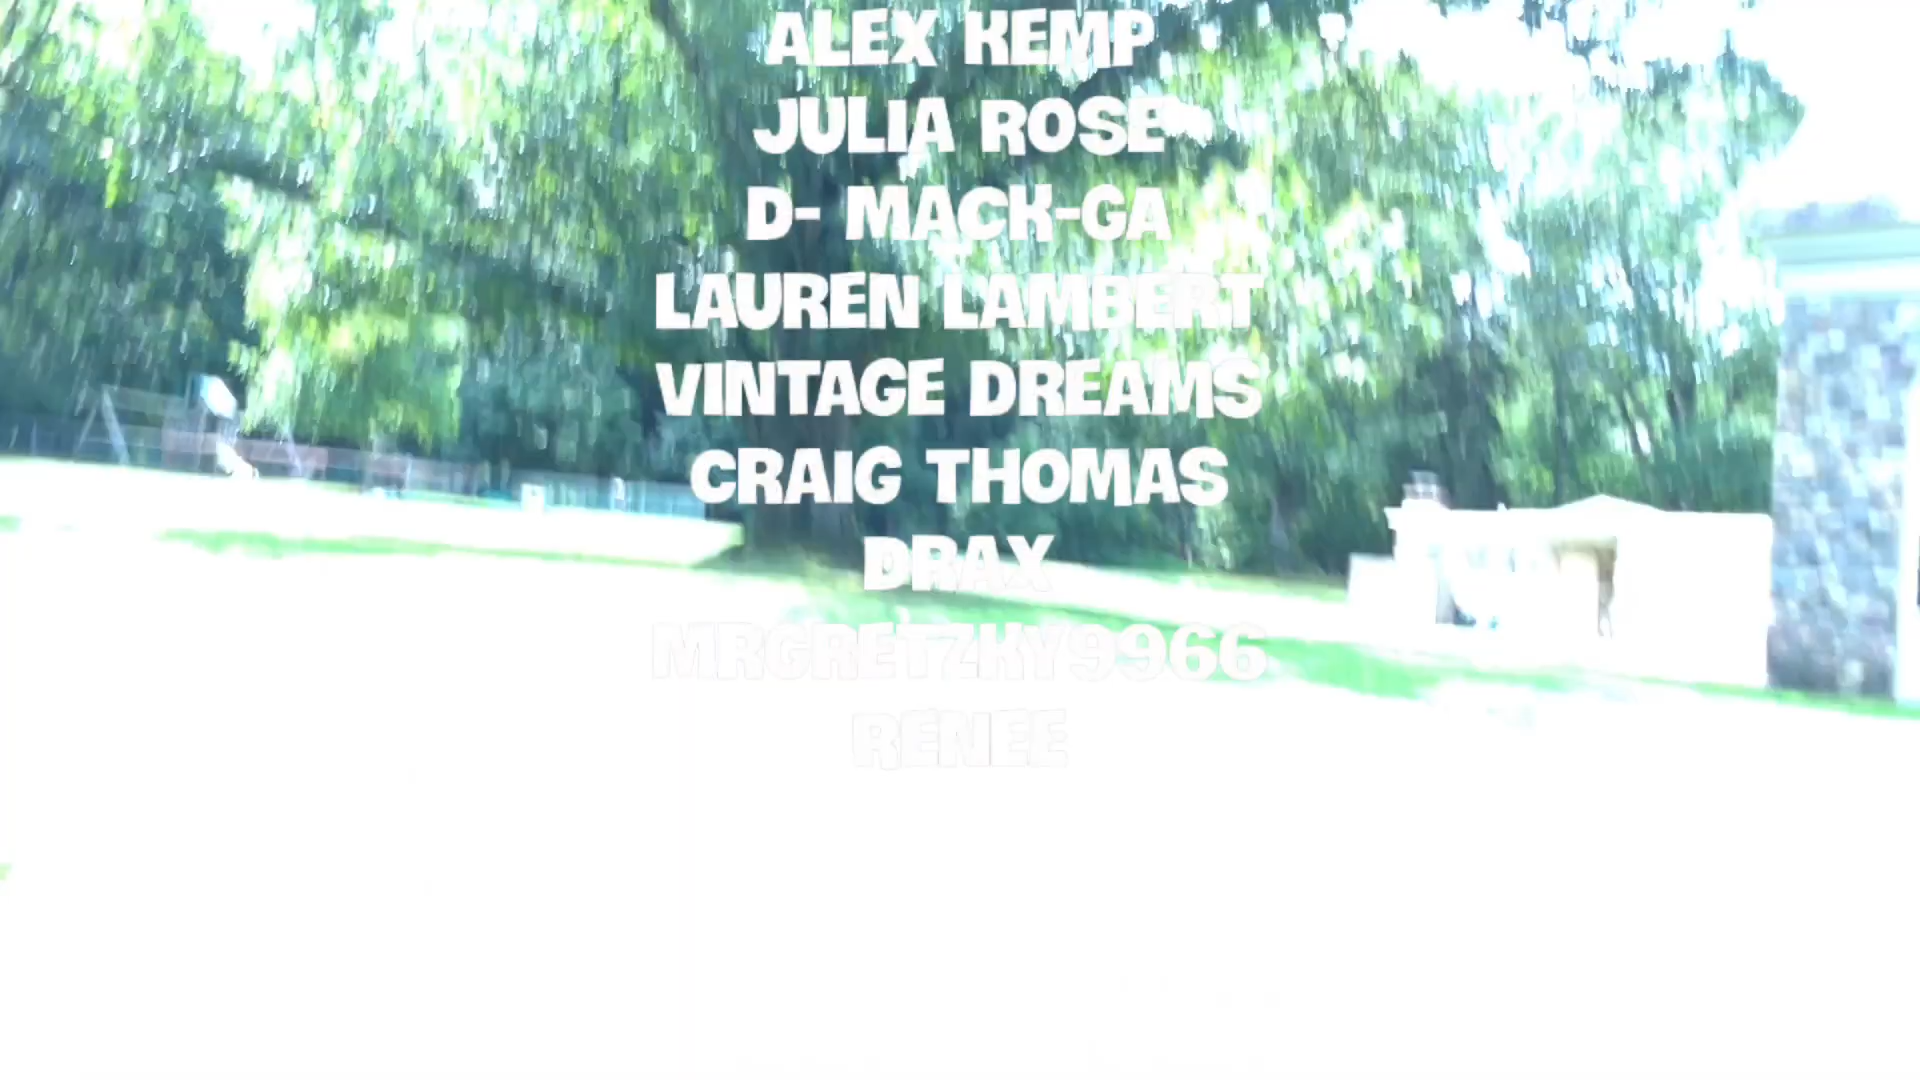 ALEX KEMP
JULIA ROSE
D- MACK-GA
LAUREN LAMBERT
VINTAGE DREAMS
CRAIG THOMAS
DRAX
MRGRETZKY9966
RENEE